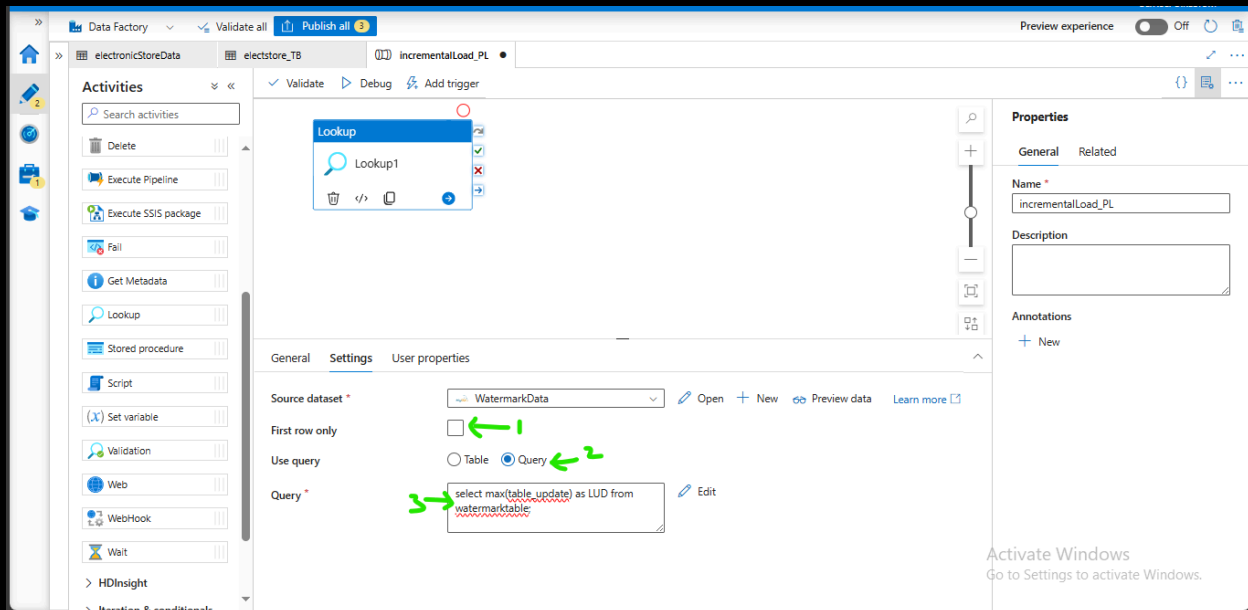 Data Factory
Validate all
Publish all 3
Preview experience
Off
electronicStoreData
electstore_TB
incrementalLoad_PL
Activities
Search activities
Validate
Debug
Add trigger
2
1
Delete
Execute Pipeline
Execute SSIS package
Fail
Get Metadata
Lookup
Stored procedure
Script
(X) Set variable
Validation
Web
WebHook
Wait
HDInsight
Lookup
Lookup1
General
Settings
User properties
Source dataset *
WatermarkData
Open
New
Preview data
Learn more
First row only
1
Use query
Table
Query
2
Query *
3
select max(table_update) as LUD from
watermarktable;
Edit
Properties
General
Related
Name *
incrementalLoad_PL
Description
Annotations
New
Activate Windows
Go to Settings to activate Windows.